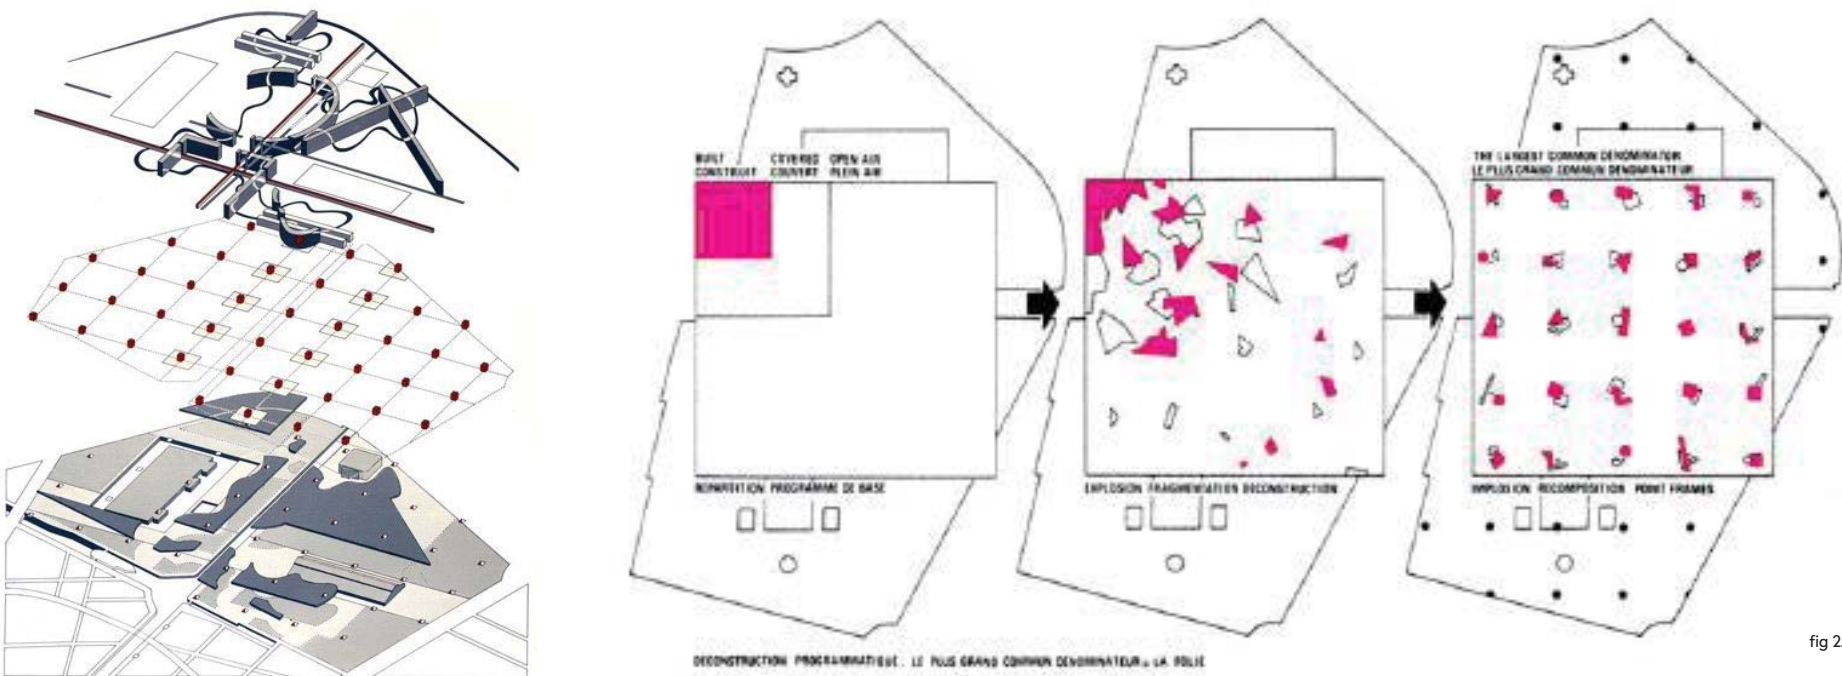 BUILT COVERED OPEN AIR
CONSTRUIT COUVERT PLEIN AIR
REPARTITION PROGRAMME DE BASE
EXPLOSION FRAGMENTATION DECONSTRUCTION
THE LARGEST COMMON DENOMINATOR
LE PLUS GRAND COMMUN DENOMINATEUR
IMPLOSION RECOMPOSITION POINT FRAMES
DECONSTRUCTION PROGRAMMATIQUE : LE PLUS GRAND COMMUN DENOMINATEUR = LA FOLIE
fig 2.